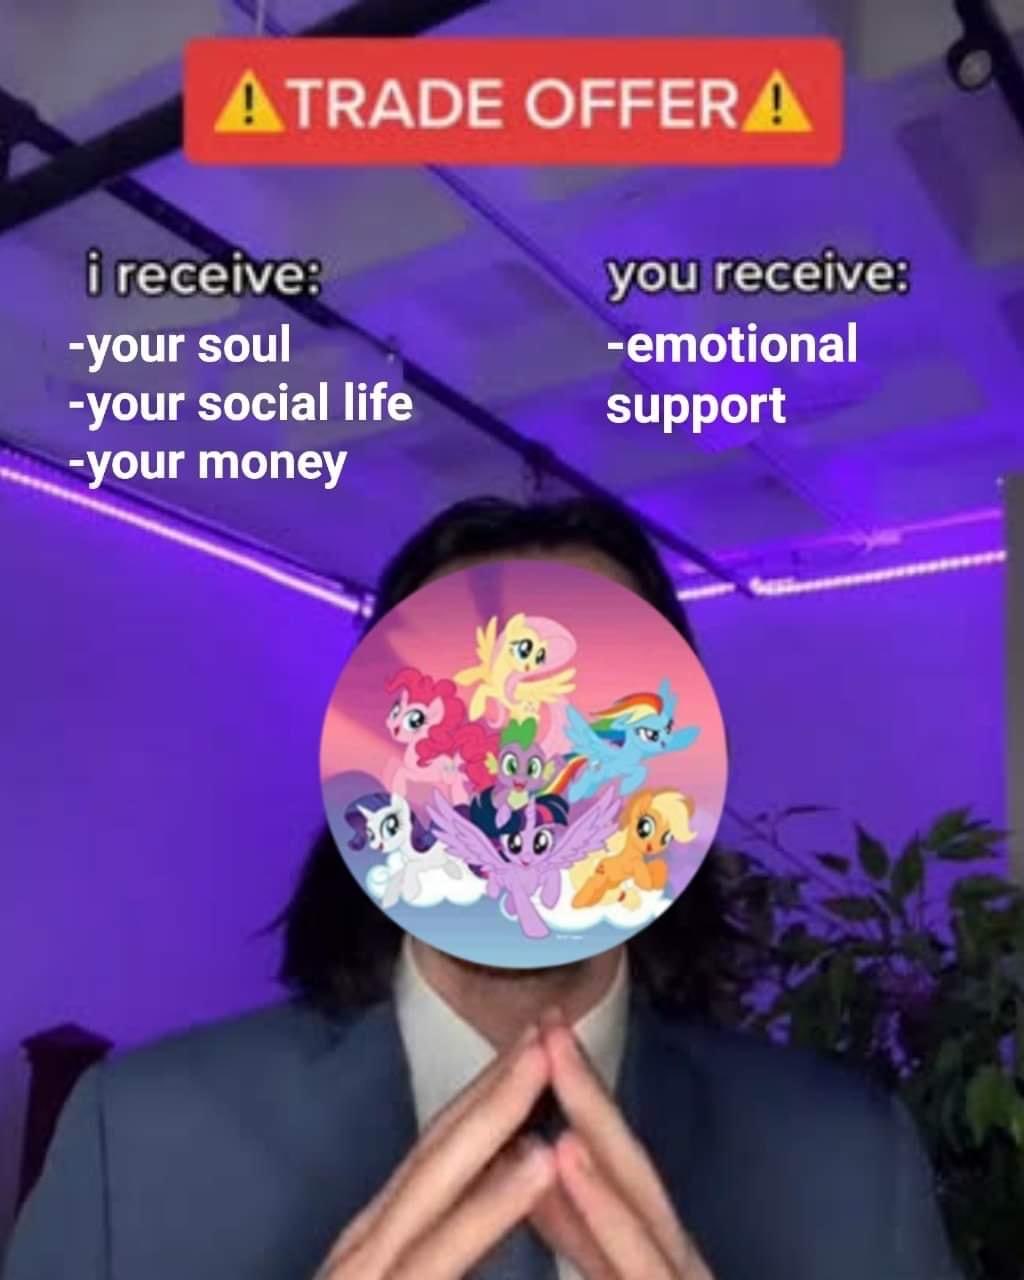 ⚠TRADE OFFER⚠
i receive:
-your soul
-your social life
-your money
you receive:
-emotional
support